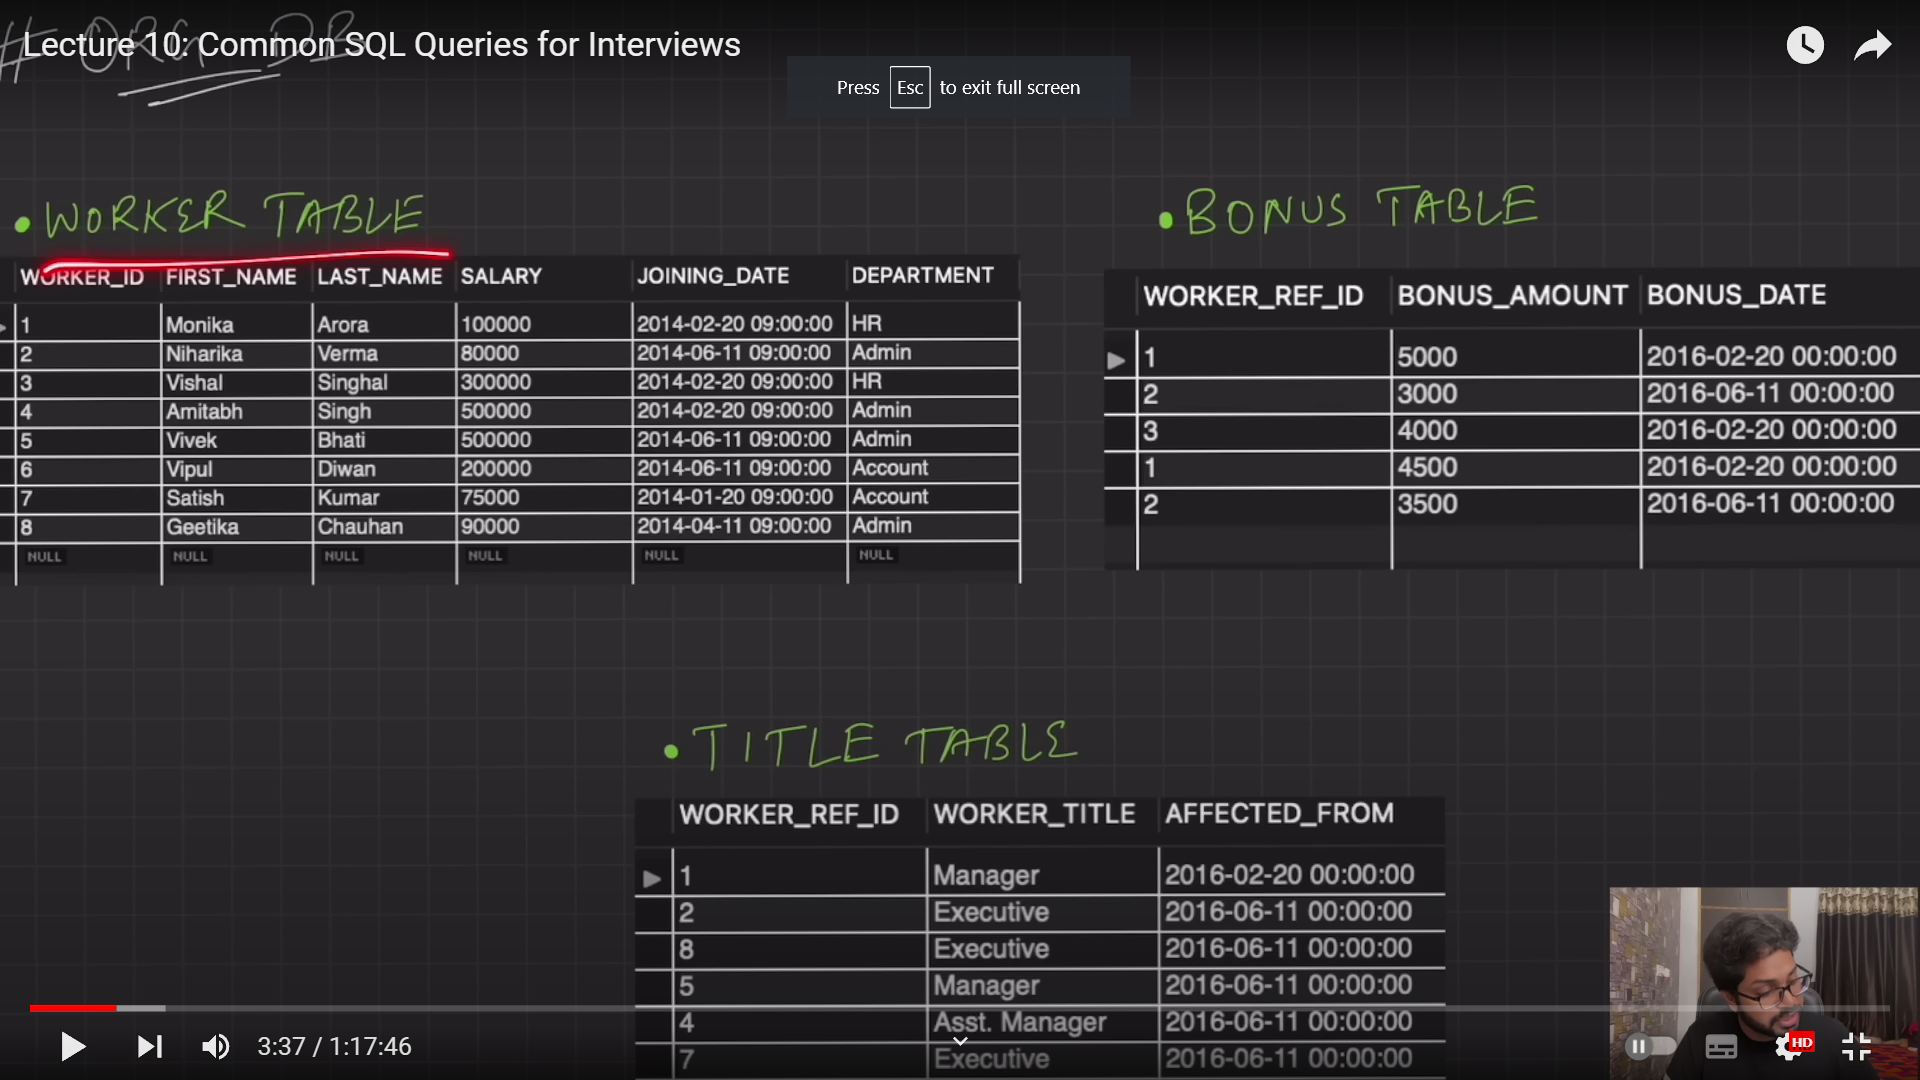 # ORG DB
Lecture 10: Common SQL Queries for Interviews
Press Esc to exit full screen
• WORKER TABLE
WORKER_ID FIRST_NAME LAST_NAME SALARY JOINING_DATE DEPARTMENT
1 Monika Arora 100000 2014-02-20 09:00:00 HR
2 Niharika Verma 80000 2014-06-11 09:00:00 Admin
3 Vishal Singhal 300000 2014-02-20 09:00:00 HR
4 Amitabh Singh 500000 2014-02-20 09:00:00 Admin
5 Vivek Bhati 500000 2014-06-11 09:00:00 Admin
6 Vipul Diwan 200000 2014-06-11 09:00:00 Account
7 Satish Kumar 75000 2014-01-20 09:00:00 Account
8 Geetika Chauhan 90000 2014-04-11 09:00:00 Admin
NULL NULL NULL NULL NULL NULL
• BONUS TABLE
WORKER_REF_ID BONUS_AMOUNT BONUS_DATE
1 5000 2016-02-20 00:00:00
2 3000 2016-06-11 00:00:00
3 4000 2016-02-20 00:00:00
1 4500 2016-02-20 00:00:00
2 3500 2016-06-11 00:00:00
• TITLE TABLE
WORKER_REF_ID WORKER_TITLE AFFECTED_FROM
1 Manager 2016-02-20 00:00:00
2 Executive 2016-06-11 00:00:00
8 Executive 2016-06-11 00:00:00
5 Manager 2016-06-11 00:00:00
4 Asst. Manager 2016-06-11 00:00:00
7 Executive 2016-06-11 00:00:00
3:37 / 1:17:46
HD